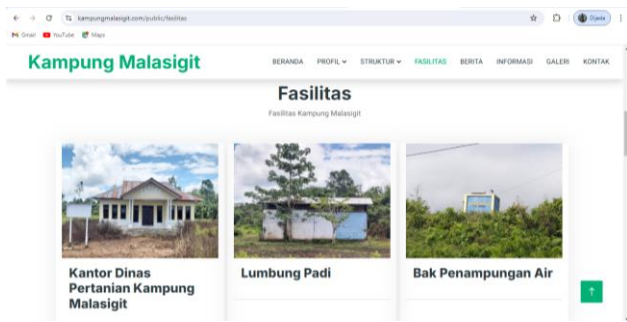 kampungmalasigit.com/public/fasilitas
Dijeda
Gmail YouTube Maps
Kampung Malasigit
BERANDA PROFIL STRUKTUR FASILITAS BERITA INFORMASI GALERI KONTAK
Fasilitas
Fasilitas Kampung Malasigit
Kantor Dinas
Pertanian Kampung
Malasigit
Lumbung Padi
Bak Penampungan Air